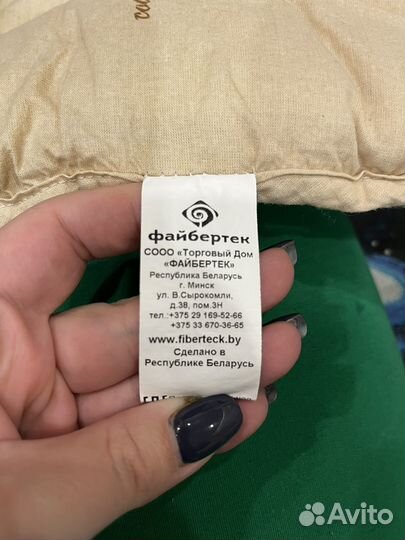 файбертек
СООО «Торговый Дом
«ФАЙБЕРТЕК»
Республика Беларусь
г. Минск
ул. В.Сырокомли,
д.38, пом.3Н
тел.:+375 29 169-52-66
+375 33 670-36-65
www.fiberteck.by
Сделано в
Республике Беларусь
Avito